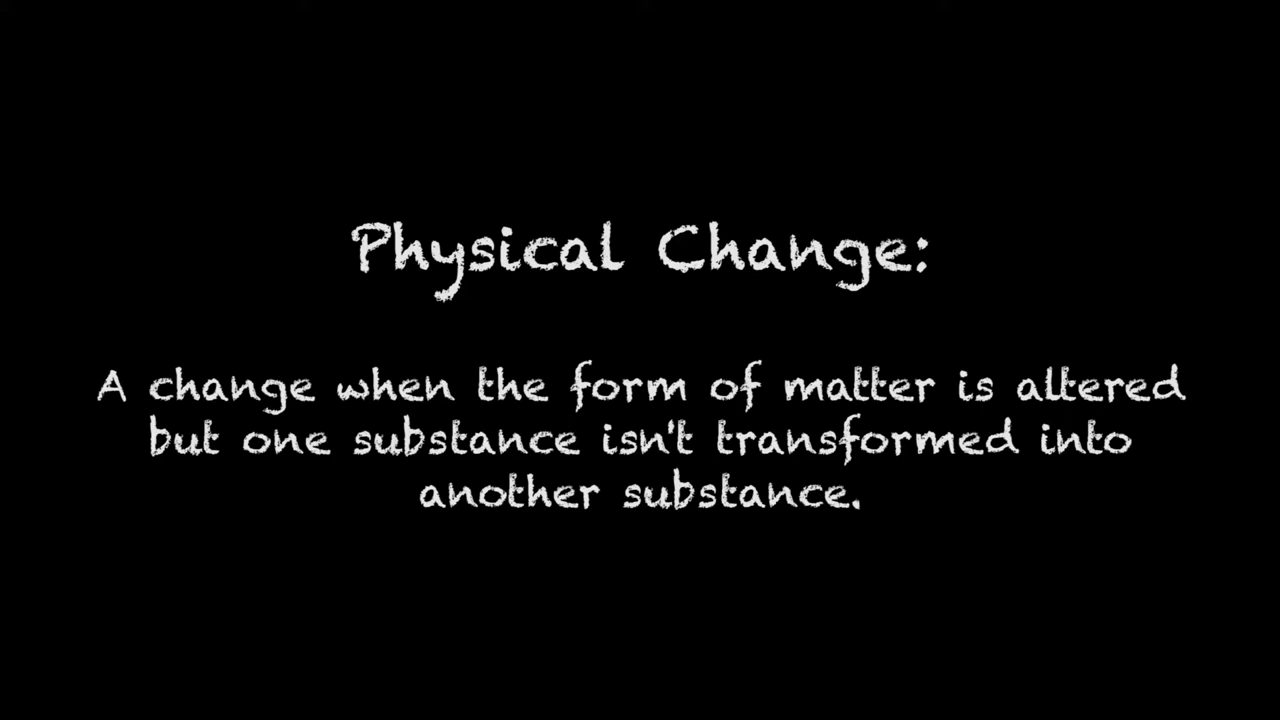 Physical Change:
A change when the form of matter is altered
but one substance isn't transformed into
another substance.